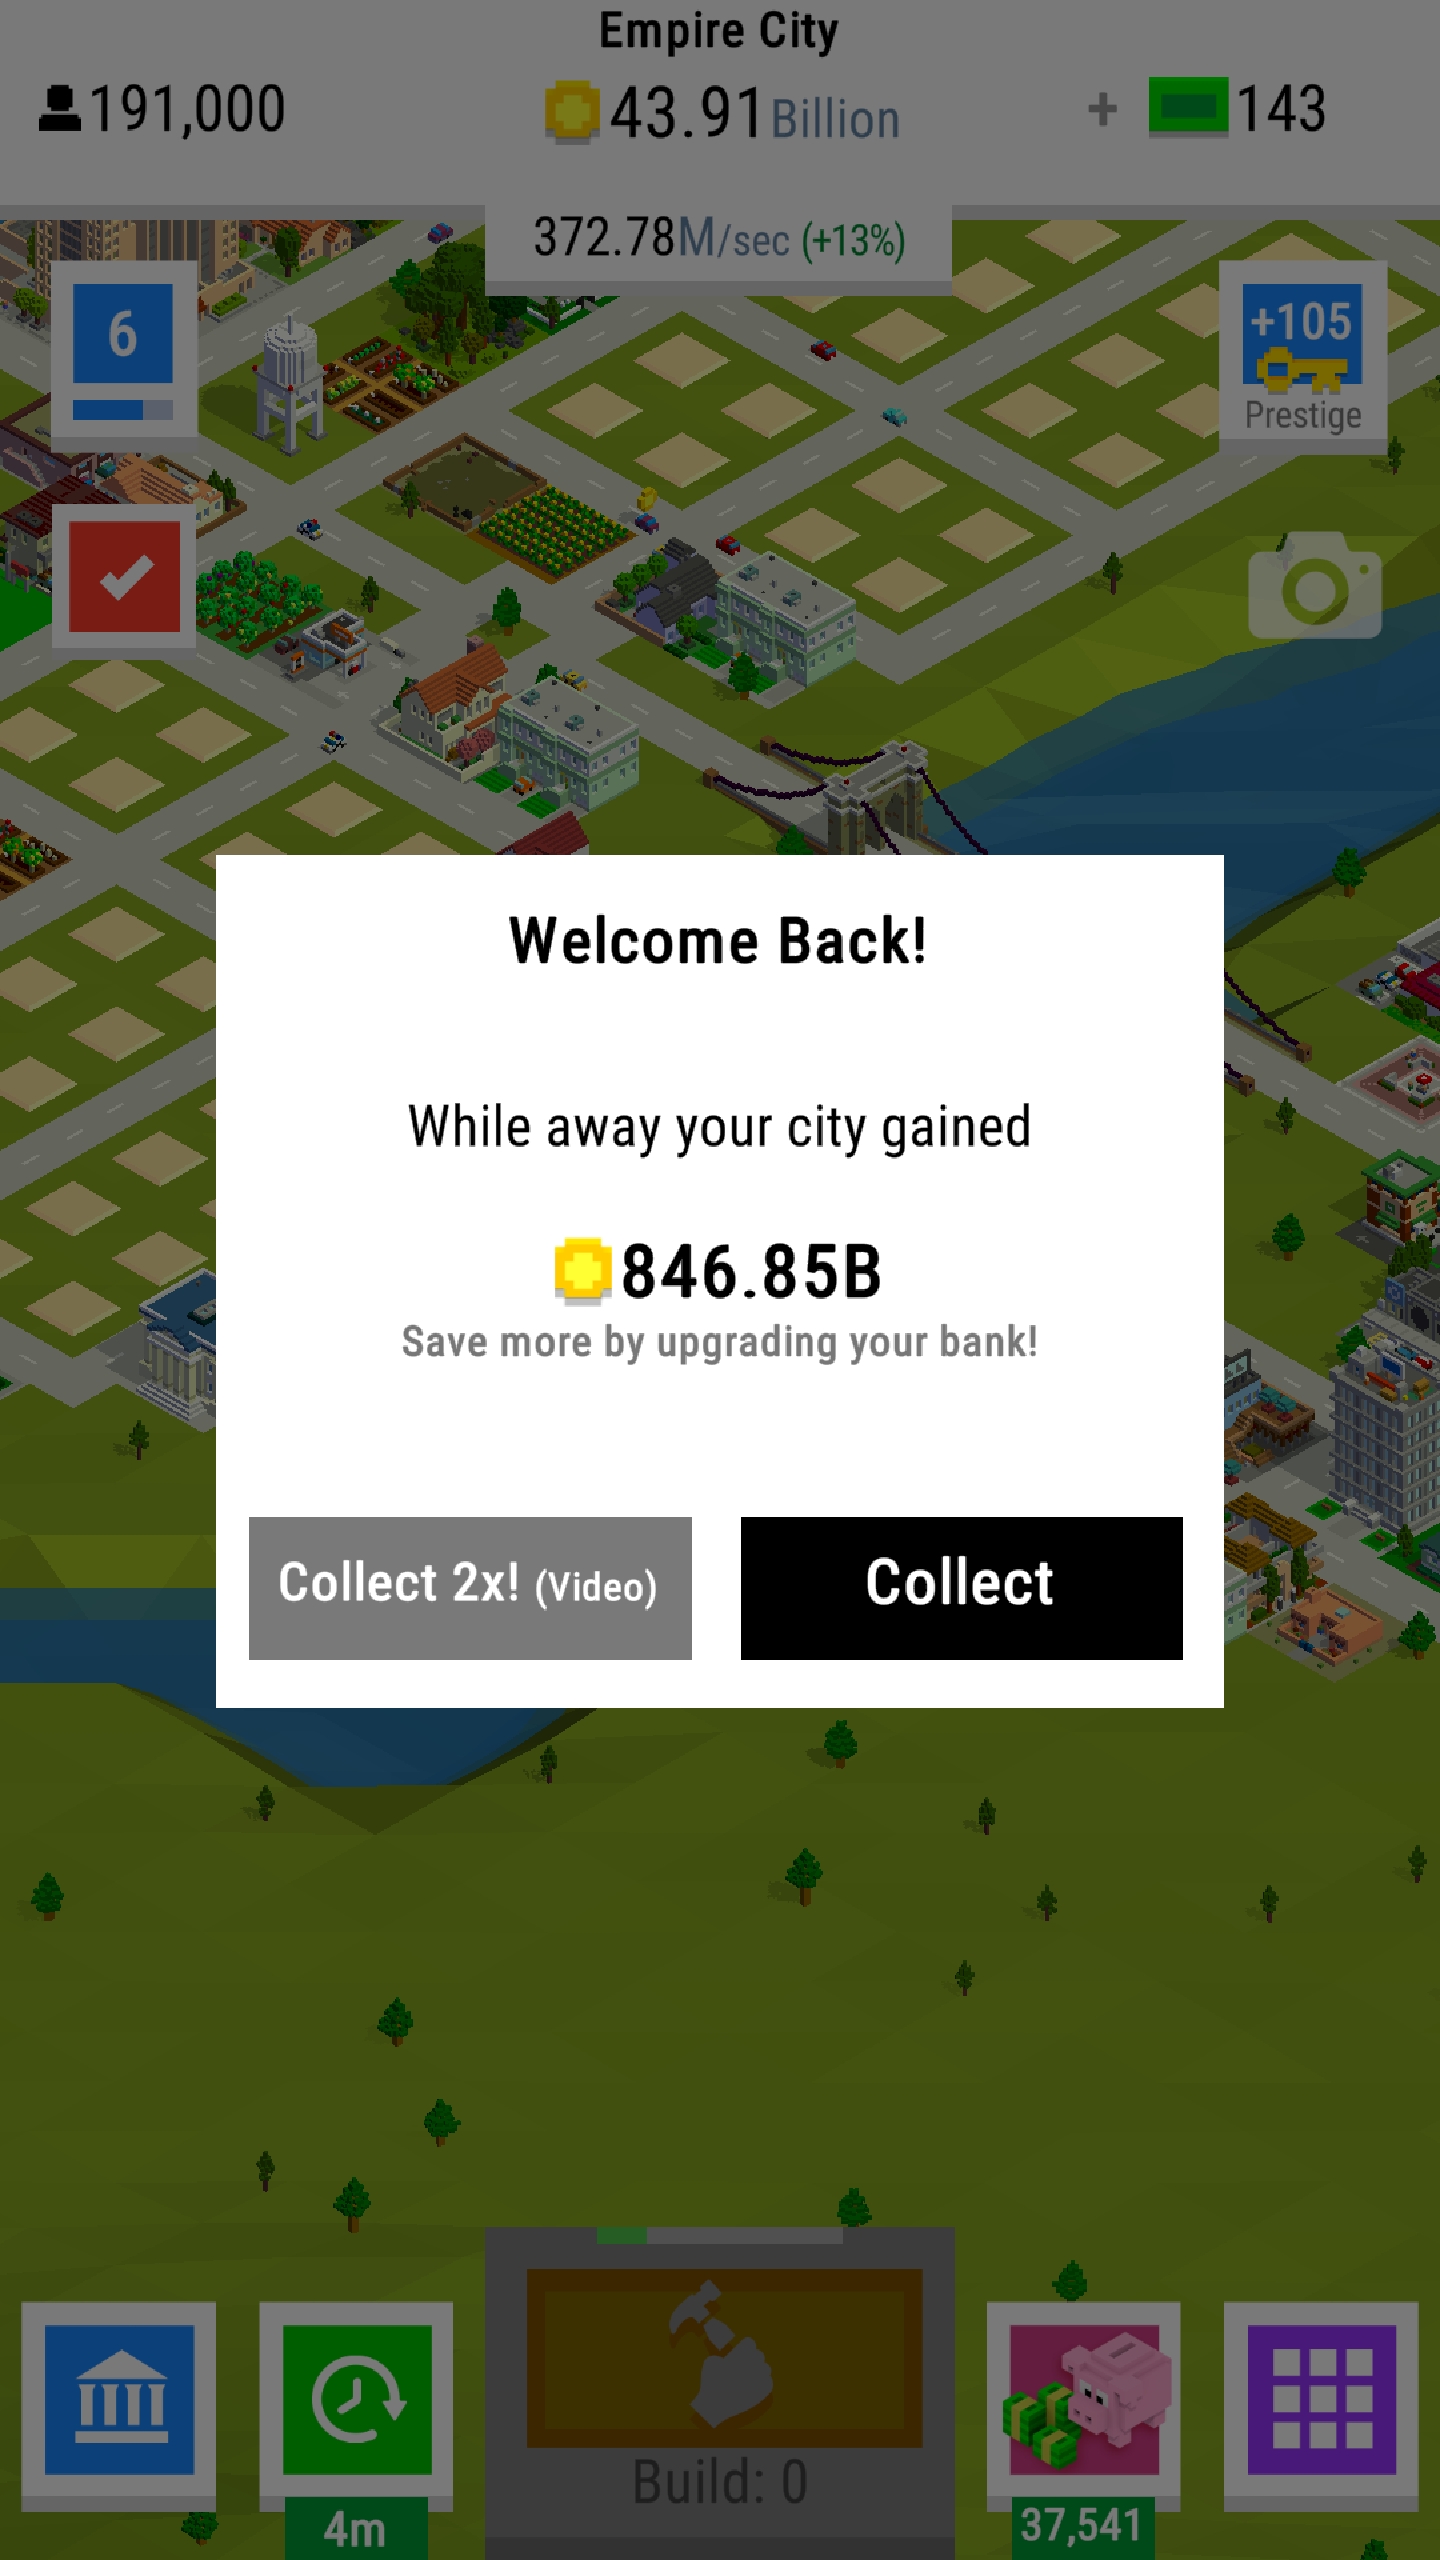 Empire City
191,000
43.91 Billion
+ 143
372.78M/sec (+13%)
6
+105
Prestige
Welcome Back!
While away your city gained
846.85B
Save more by upgrading your bank!
Collect 2x! (Video)
Collect
Build: 0
4m
37,541